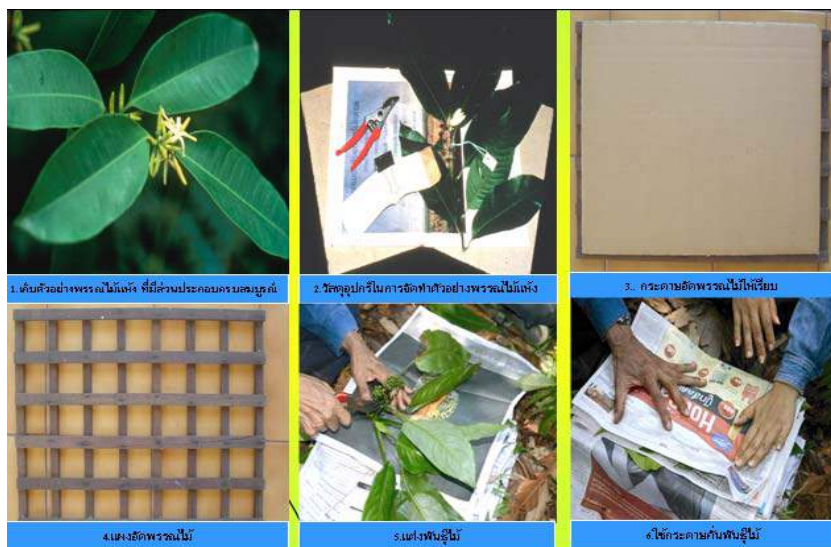 1.เก็บตัวอย่างพรรณไม้แห้ง ที่มีส่วนประกอบครบสมบูรณ์
2.วัสดุอุปกรณ์ในการจัดทำตัวอย่างพรรณไม้แห้ง
3.. กระดาษอัดพรรณไม้ให้เรียบ
4.แผงอัดพรรณไม้
5.แต่งพันธุ์ไม้
6.ใช้กระดาษคั่นพันธุ์ไม้